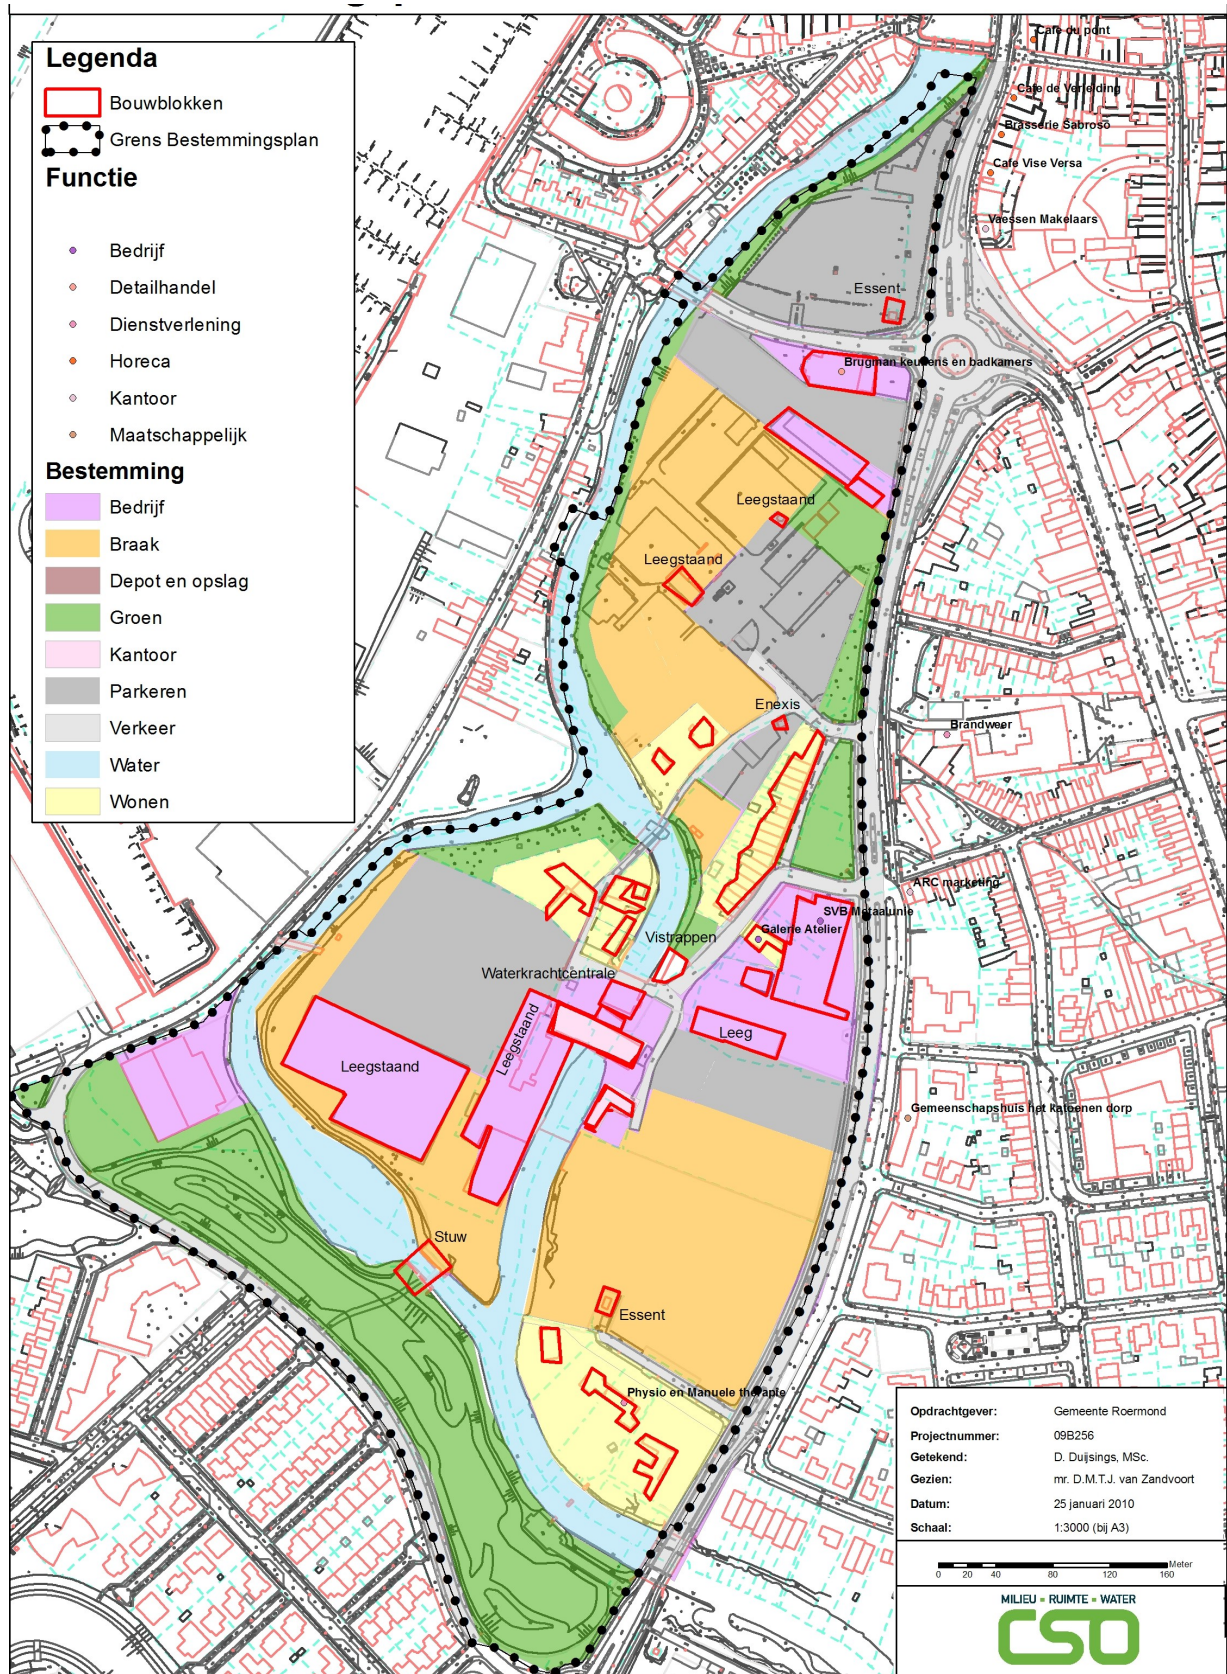 Legenda
Bouwblokken
Grens Bestemmingsplan
Functie
Bedrijf
Detailhandel
Dienstverlening
Horeca
Kantoor
Maatschappelijk
Bestemming
Bedrijf
Braak
Depot en opslag
Groen
Kantoor
Parkeren
Verkeer
Water
Wonen
Cafe du pont
Cafe de Verleiding
Brasserie Sabroso
Cafe Vise Versa
Vaessen Makelaars
Essent
Brugman keukens en badkamers
Leegstaand
Leegstaand
Enexis
Brandweer
ARC marketing
SVB Metaalunie
Galerie Atelier
Vistrappen
Waterkrachtcentrale
Leegstaand
Leeg
Leegstaand
Gemeenschapshuis het katoenen dorp
Stuw
Essent
Physio en Manuele therapie
Opdrachtgever: Gemeente Roermond
Projectnummer: 09B256
Getekend: D. Duijsings, MSc.
Gezien: mr. D.M.T.J. van Zandvoort
Datum: 25 januari 2010
Schaal: 1:3000 (bij A3)
Meter
0 20 40 80 120 160
MILIEU - RUIMTE - WATER
CSO